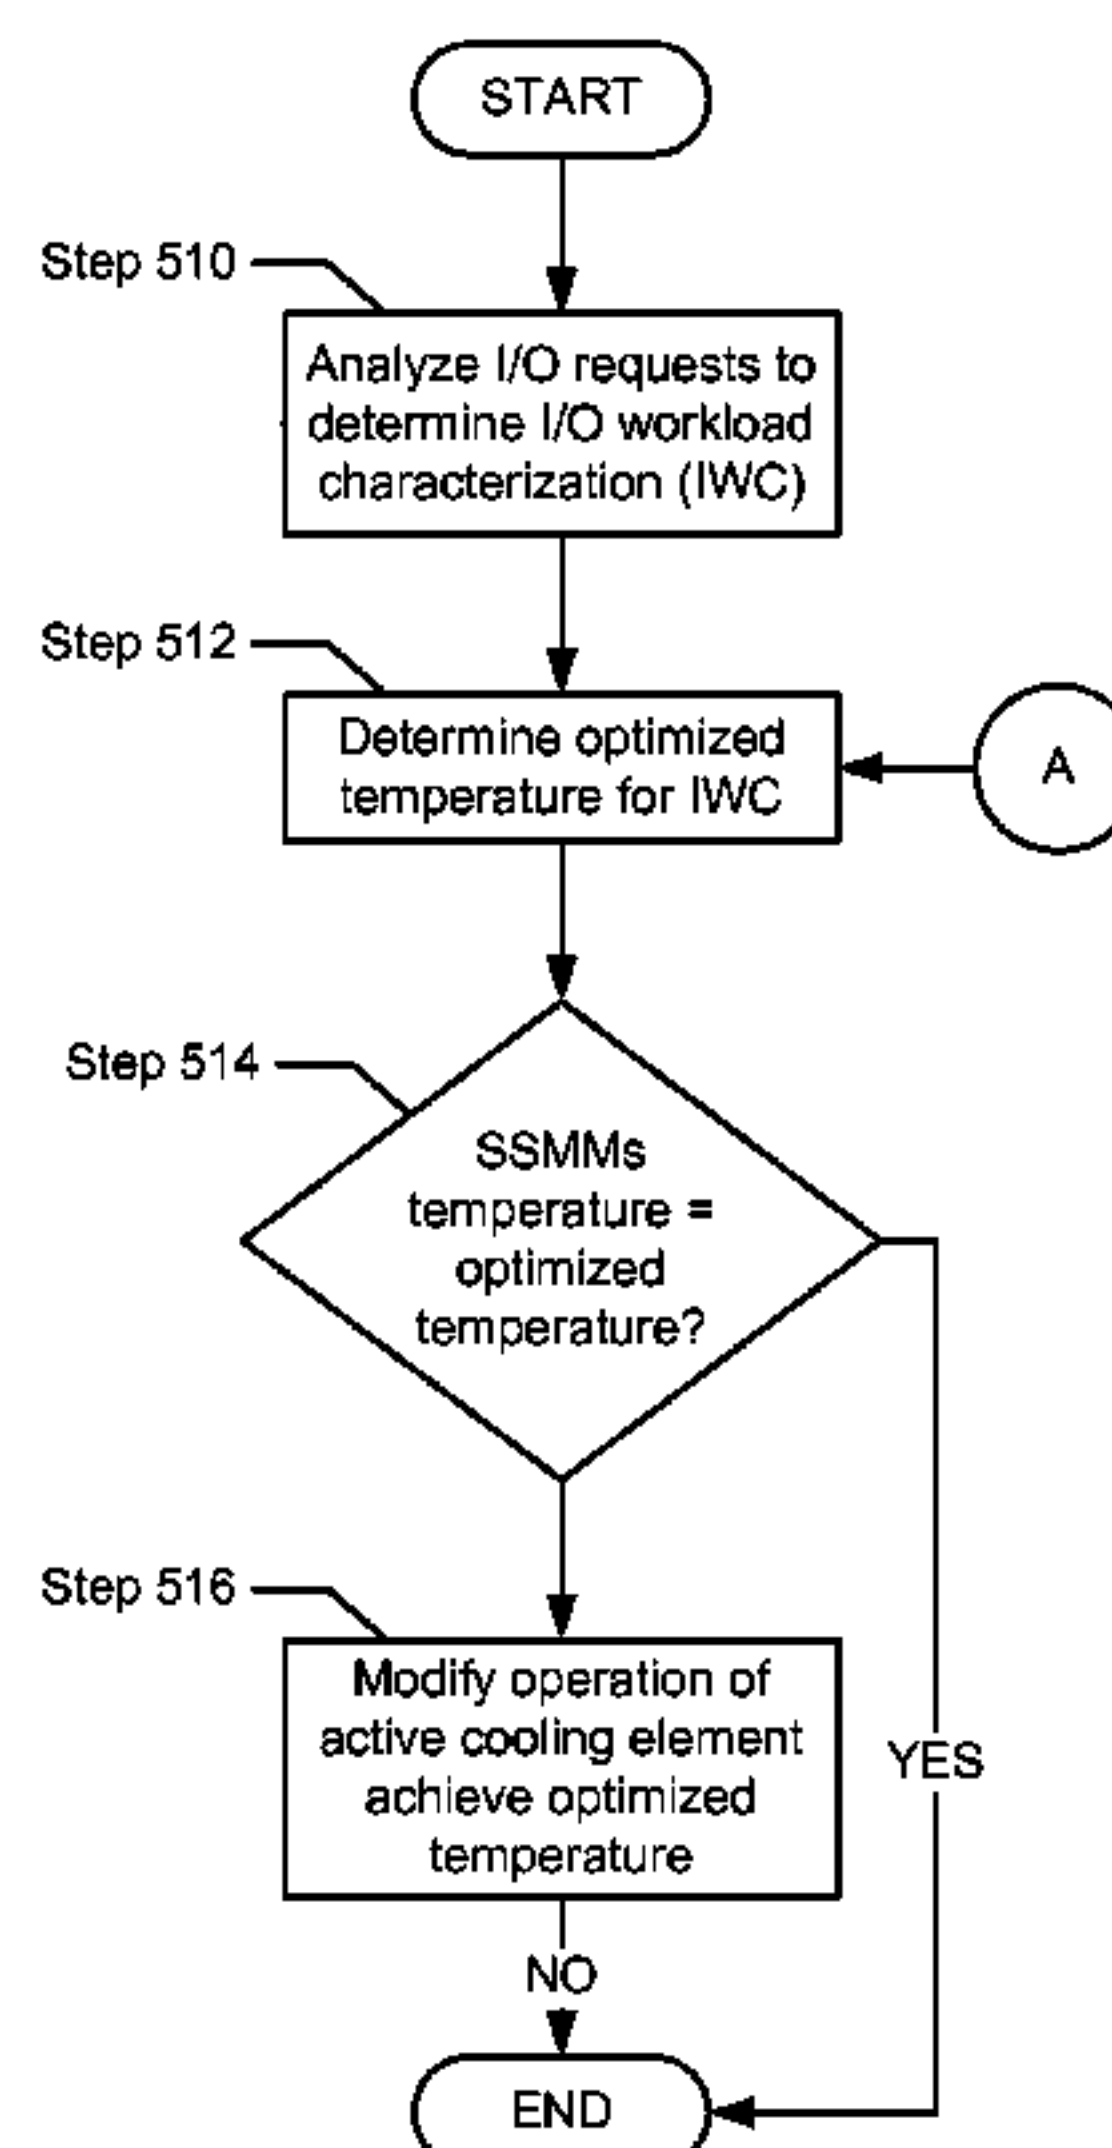 START
Step 510
Analyze I/O requests to
determine I/O workload
characterization (IWC)
Step 512
Determine optimized
temperature for IWC
A
Step 514
SSMMs
temperature =
optimized
temperature?
Step 516
Modify operation of
active cooling element
achieve optimized
temperature
YES
NO
END